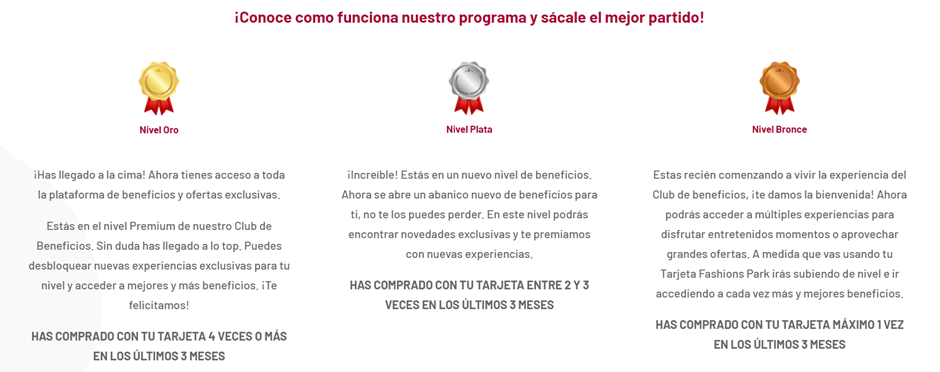 ¡Conoce como funciona nuestro programa y sácale el mejor partido!
Nivel Oro
¡Has llegado a la cima! Ahora tienes acceso a toda
la plataforma de beneficios y ofertas exclusivas.
Estás en el nivel Premium de nuestro Club de
Beneficios. Sin duda has llegado a lo top. Puedes
desbloquear nuevas experiencias exclusivas para tu
nivel y acceder a mejores y más beneficios. ¡Te
felicitamos!
HAS COMPRADO CON TU TARJETA 4 VECES O MÁS
EN LOS ÚLTIMOS 3 MESES
Nivel Plata
¡Increíble! Estás en un nuevo nivel de beneficios.
Ahora se abre un abanico nuevo de beneficios para
ti, no te los puedes perder. En este nivel podrás
encontrar novedades exclusivas y te premiamos
con nuevas experiencias.
HAS COMPRADO CON TU TARJETA ENTRE 2 Y 3
VECES EN LOS ÚLTIMOS 3 MESES
Nivel Bronce
Estas recién comenzando a vivir la experiencia del
Club de beneficios, ¡te damos la bienvenida! Ahora
podrás acceder a múltiples experiencias para
disfrutar entretenidos momentos o aprovechar
grandes ofertas. A medida que vas usando tu
Tarjeta Fashions Park irás subiendo de nivel e ir
accediendo a cada vez más y mejores beneficios.
HAS COMPRADO CON TU TARJETA MÁXIMO 1 VEZ
EN LOS ÚLTIMOS 3 MESES